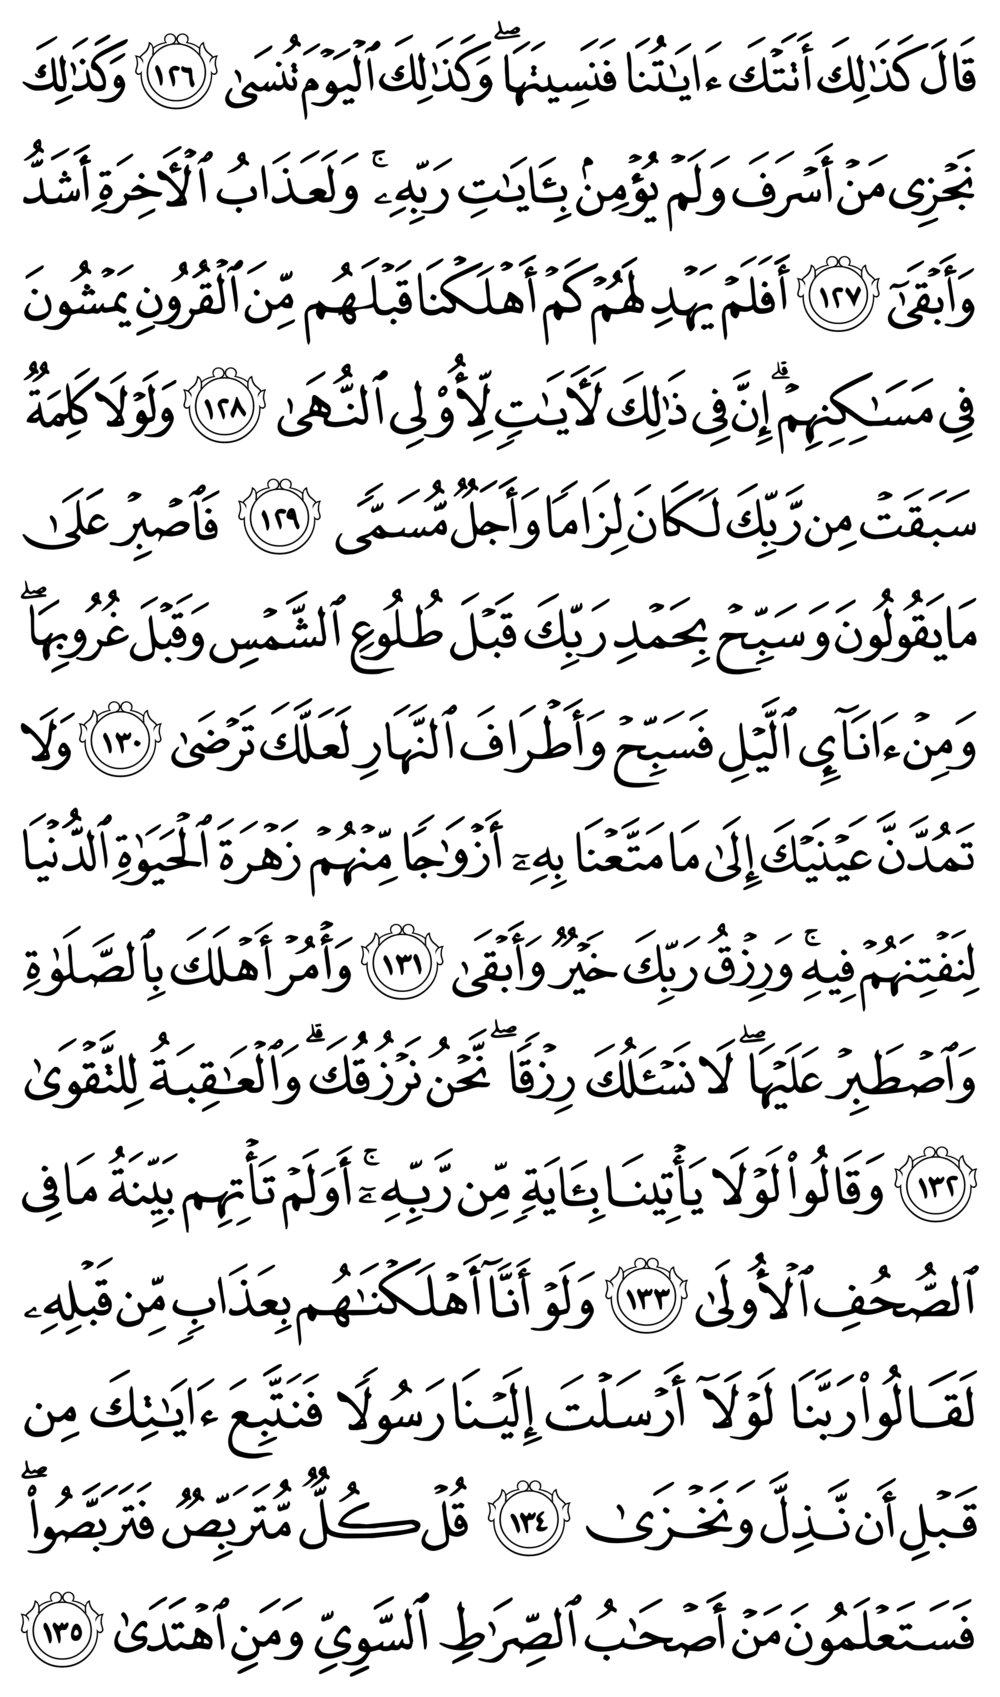 قَالَ كَذَٰلِكَ أَتَتْكَ ءَايَٰتُنَا فَنَسِيتَهَا ۖ وَكَذَٰلِكَ ٱلْيَوْمَ تُنسَىٰ ١٢٦ وَكَذَٰلِكَ
نَجْزِى مَنْ أَسْرَفَ وَلَمْ يُؤْمِنۢ بِـَٔايَٰتِ رَبِّهِۦ ۚ وَلَعَذَابُ ٱلْـَٔاخِرَةِ أَشَدُّ
وَأَبْقَىٰٓ ١٢٧ أَفَلَمْ يَهْدِ لَهُمْ كَمْ أَهْلَكْنَا قَبْلَهُم مِّنَ ٱلْقُرُونِ يَمْشُونَ
فِى مَسَٰكِنِهِمْ ۗ إِنَّ فِى ذَٰلِكَ لَـَٔايَٰتٍ لِّأُو۟لِى ٱلنُّهَىٰ ١٢٨ وَلَوْلَا كَلِمَةٌ
سَبَقَتْ مِن رَّبِّكَ لَكَانَ لِزَامًا وَأَجَلٌ مُّسَمًّى ١٢٩ فَٱصْبِرْ عَلَىٰ
مَا يَقُولُونَ وَسَبِّحْ بِحَمْدِ رَبِّكَ قَبْلَ طُلُوعِ ٱلشَّمْسِ وَقَبْلَ غُرُوبِهَا ۖ
وَمِنْ ءَانَآئِ ٱلَّيْلِ فَسَبِّحْ وَأَطْرَافَ ٱلنَّهَارِ لَعَلَّكَ تَرْضَىٰ ١٣٠ وَلَا
تَمُدَّنَّ عَيْنَيْكَ إِلَىٰ مَا مَتَّعْنَا بِهِۦٓ أَزْوَٰجًا مِّنْهُمْ زَهْرَةَ ٱلْحَيَوٰةِ ٱلدُّنْيَا
لِنَفْتِنَهُمْ فِيهِ ۚ وَرِزْقُ رَبِّكَ خَيْرٌ وَأَبْقَىٰ ١٣١ وَأْمُرْ أَهْلَكَ بِٱلصَّلَوٰةِ
وَٱصْطَبِرْ عَلَيْهَا ۖ لَا نَسْـَٔلُكَ رِزْقًا ۖ نَّحْنُ نَرْزُقُكَ ۗ وَٱلْعَٰقِبَةُ لِلتَّقْوَىٰ
١٣٢ وَقَالُوا۟ لَوْلَا يَأْتِينَا بِـَٔايَةٍ مِّن رَّبِّهِۦٓ ۚ أَوَلَمْ تَأْتِهِم بَيِّنَةُ مَا فِى
ٱلصُّحُفِ ٱلْأُولَىٰ ١٣٣ وَلَوْ أَنَّآ أَهْلَكْنَٰهُم بِعَذَابٍ مِّن قَبْلِهِۦ
لَقَالُوا۟ رَبَّنَا لَوْلَآ أَرْسَلْتَ إِلَيْنَا رَسُولًا فَنَتَّبِعَ ءَايَٰتِكَ مِن
قَبْلِ أَن نَّذِلَّ وَنَخْزَىٰ ١٣٤ قُلْ كُلٌّ مُّتَرَبِّصٌ فَتَرَبَّصُوا۟ ۖ
فَسَتَعْلَمُونَ مَنْ أَصْحَٰبُ ٱلصِّرَٰطِ ٱلسَّوِىِّ وَمَنِ ٱهْتَدَىٰ ١٣٥